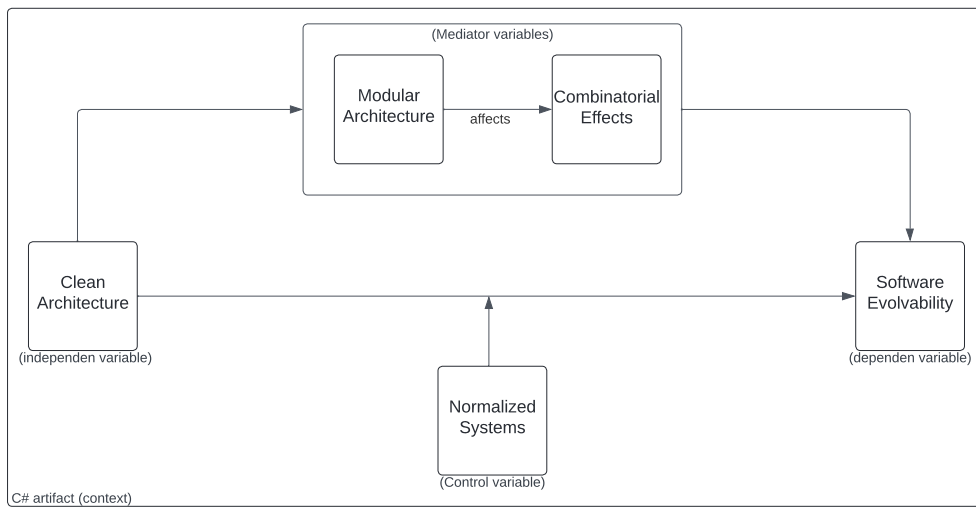 (Mediator variables)
Modular
Architecture
affects
Combinatorial
Effects
Clean
Architecture
(independen variable)
Software
Evolvability
(dependen variable)
Normalized
Systems
(Control variable)
C# artifact (context)